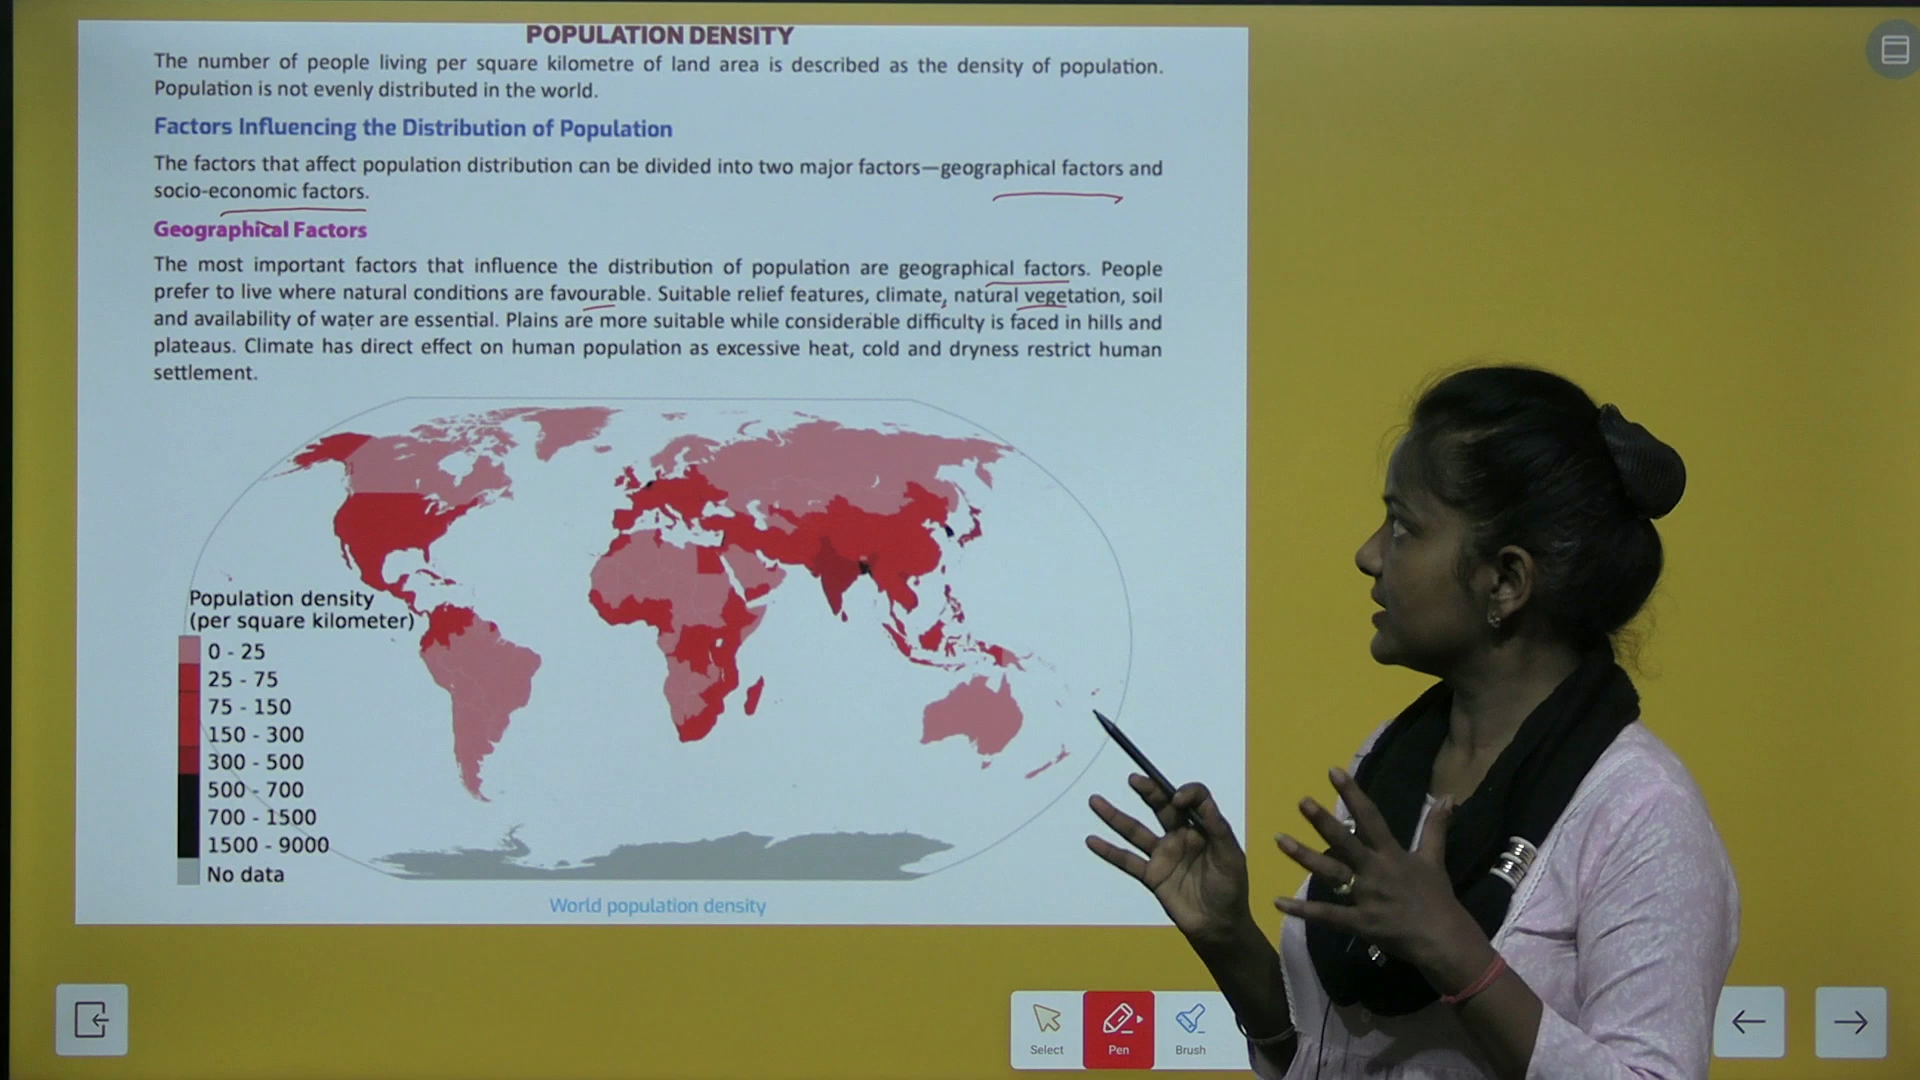 POPULATION DENSITY
The number of people living per square kilometre of land area is described as the density of population.
Population is not evenly distributed in the world.
Factors Influencing the Distribution of Population
The factors that affect population distribution can be divided into two major factors—geographical factors and
socio-economic factors.
Geographical Factors
The most important factors that influence the distribution of population are geographical factors. People
prefer to live where natural conditions are favourable. Suitable relief features, climate, natural vegetation, soil
and availability of water are essential. Plains are more suitable while considerable difficulty is faced in hills and
plateaus. Climate has direct effect on human population as excessive heat, cold and dryness restrict human
settlement.
Population density
(per square kilometer)
0 - 25
25 - 75
75 - 150
150 - 300
300 - 500
500 - 700
700 - 1500
1500 - 9000
No data
World population density
Select
Pen
Brush